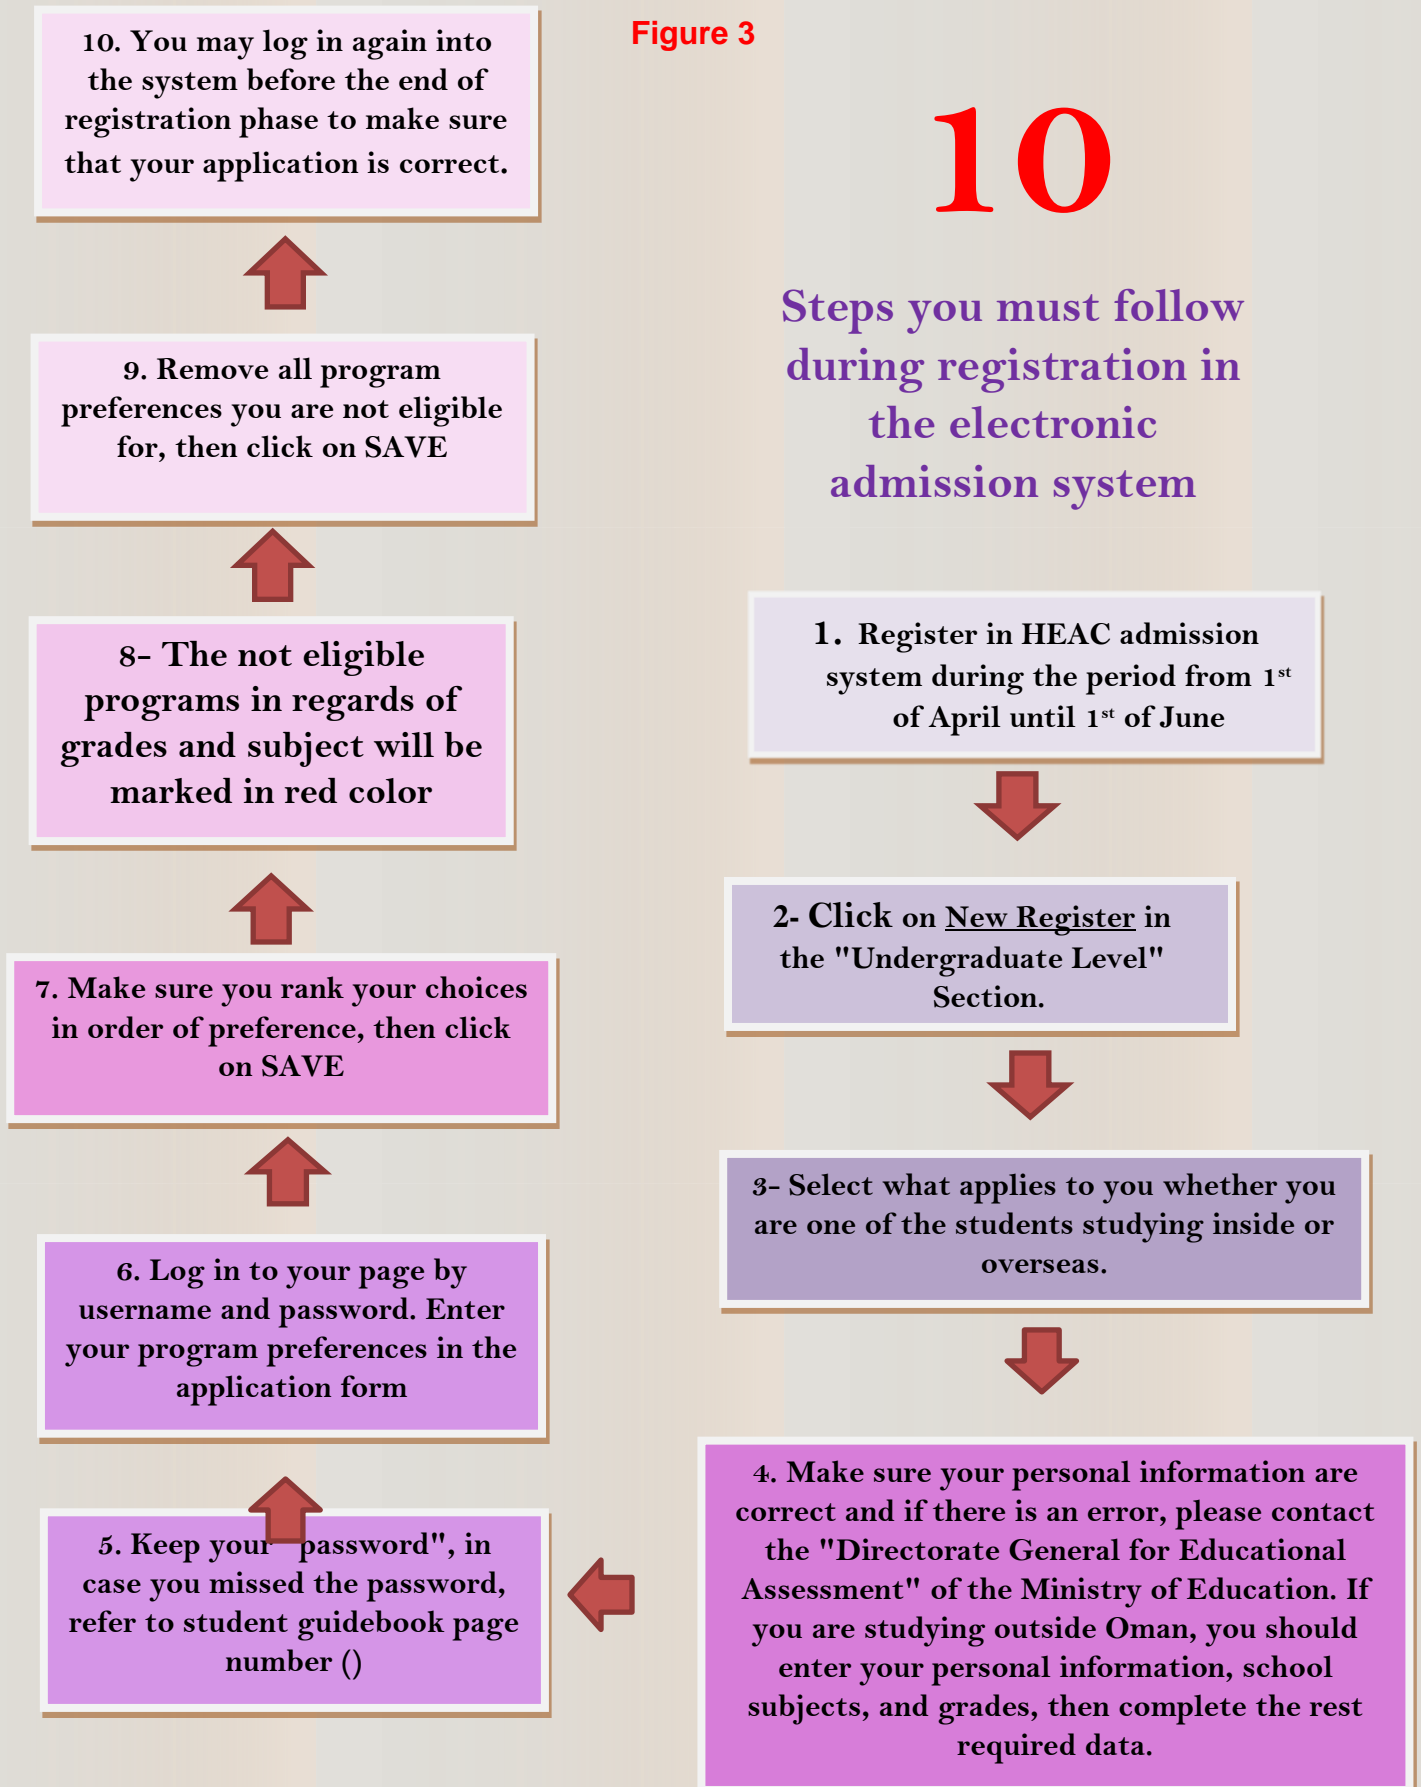 Figure 3
10
Steps you must follow
during registration in
the electronic
admission system
1. Register in HEAC admission
system during the period from 1st
of April until 1st of June
2- Click on New Register in
the "Undergraduate Level"
Section.
3- Select what applies to you whether you
are one of the students studying inside or
overseas.
4. Make sure your personal information are
correct and if there is an error, please contact
the "Directorate General for Educational
Assessment" of the Ministry of Education. If
you are studying outside Oman, you should
enter your personal information, school
subjects, and grades, then complete the rest
required data.
5. Keep your password", in
case you missed the password,
refer to student guidebook page
number ()
6. Log in to your page by
username and password. Enter
your program preferences in the
application form
7. Make sure you rank your choices
in order of preference, then click
on SAVE
8- The not eligible
programs in regards of
grades and subject will be
marked in red color
9. Remove all program
preferences you are not eligible
for, then click on SAVE
10. You may log in again into
the system before the end of
registration phase to make sure
that your application is correct.